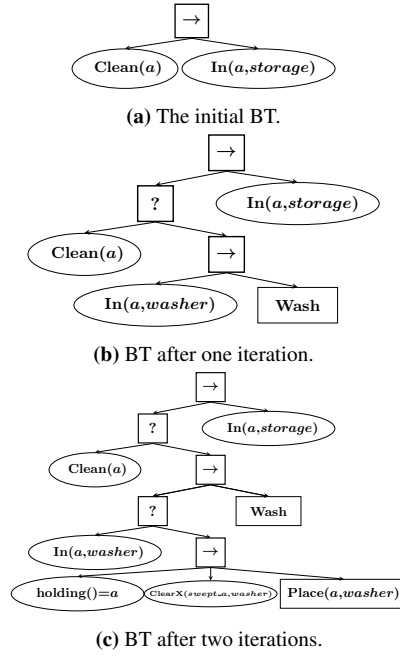 →
Clean(a) In(a,storage)
(a) The initial BT.
→
? In(a,storage)
Clean(a) →
In(a,washer) Wash
(b) BT after one iteration.
→
? In(a,storage)
Clean(a) →
? Wash
In(a,washer) →
holding()=a ClearX(swept_a,washer) Place(a,washer)
(c) BT after two iterations.